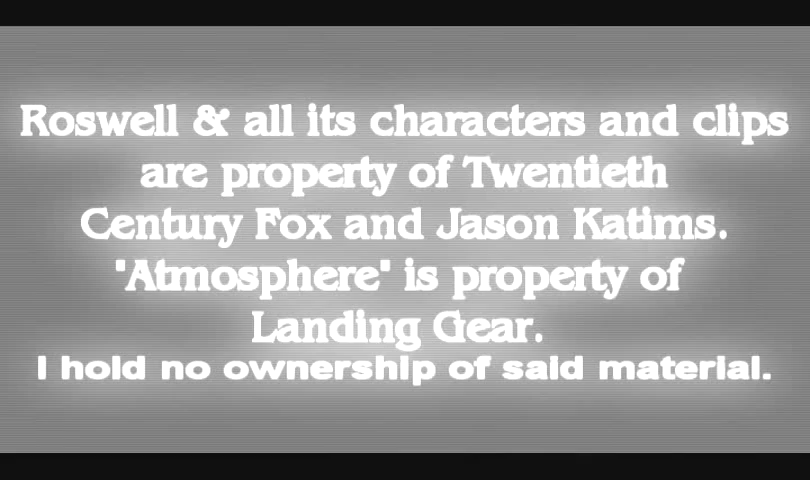 Roswell & all its characters and clips
are property of Twentieth
Century Fox and Jason Katims.
"Atmosphere" is property of
Landing Gear.
I hold no ownership of said material.